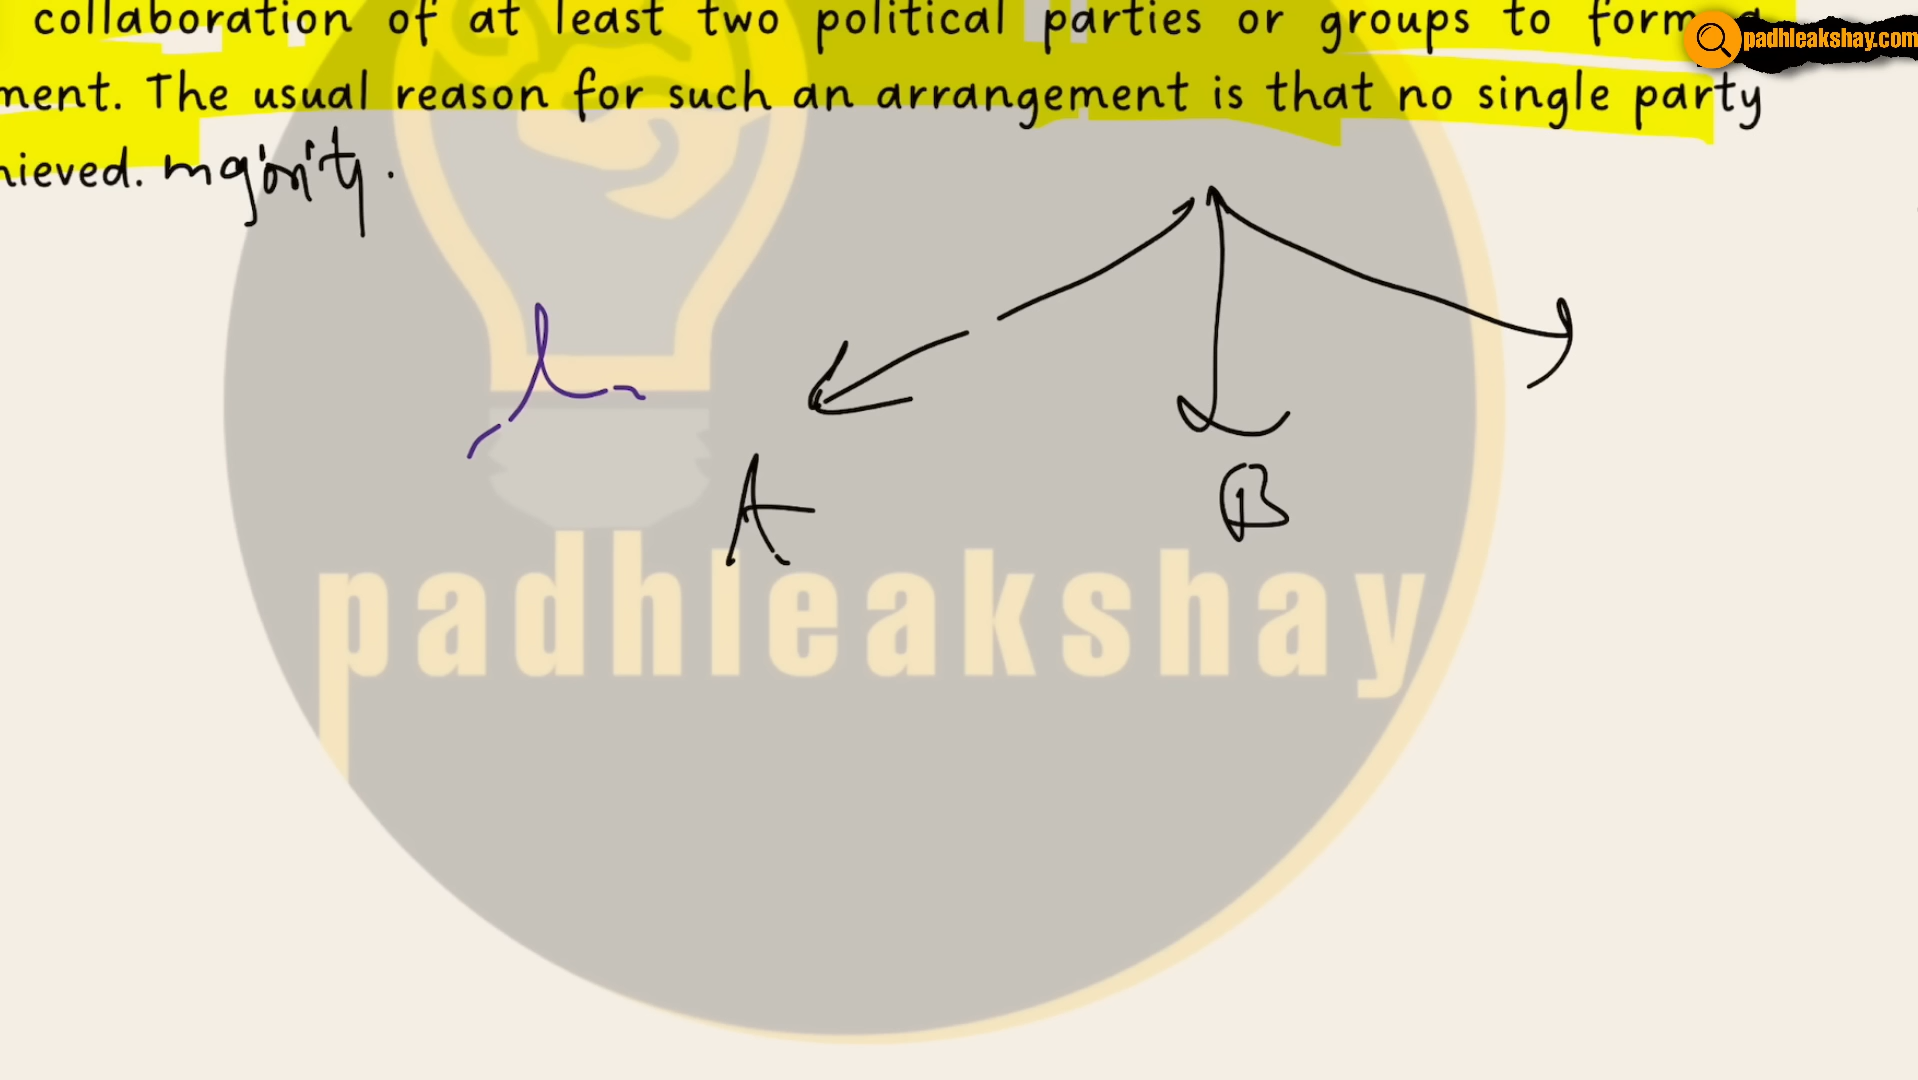 collaboration of at least two political parties or groups to form a
padhleakshay.com
ment. The usual reason for such an arrangement is that no single party
hieved. majority.
A
B
padhleakshay